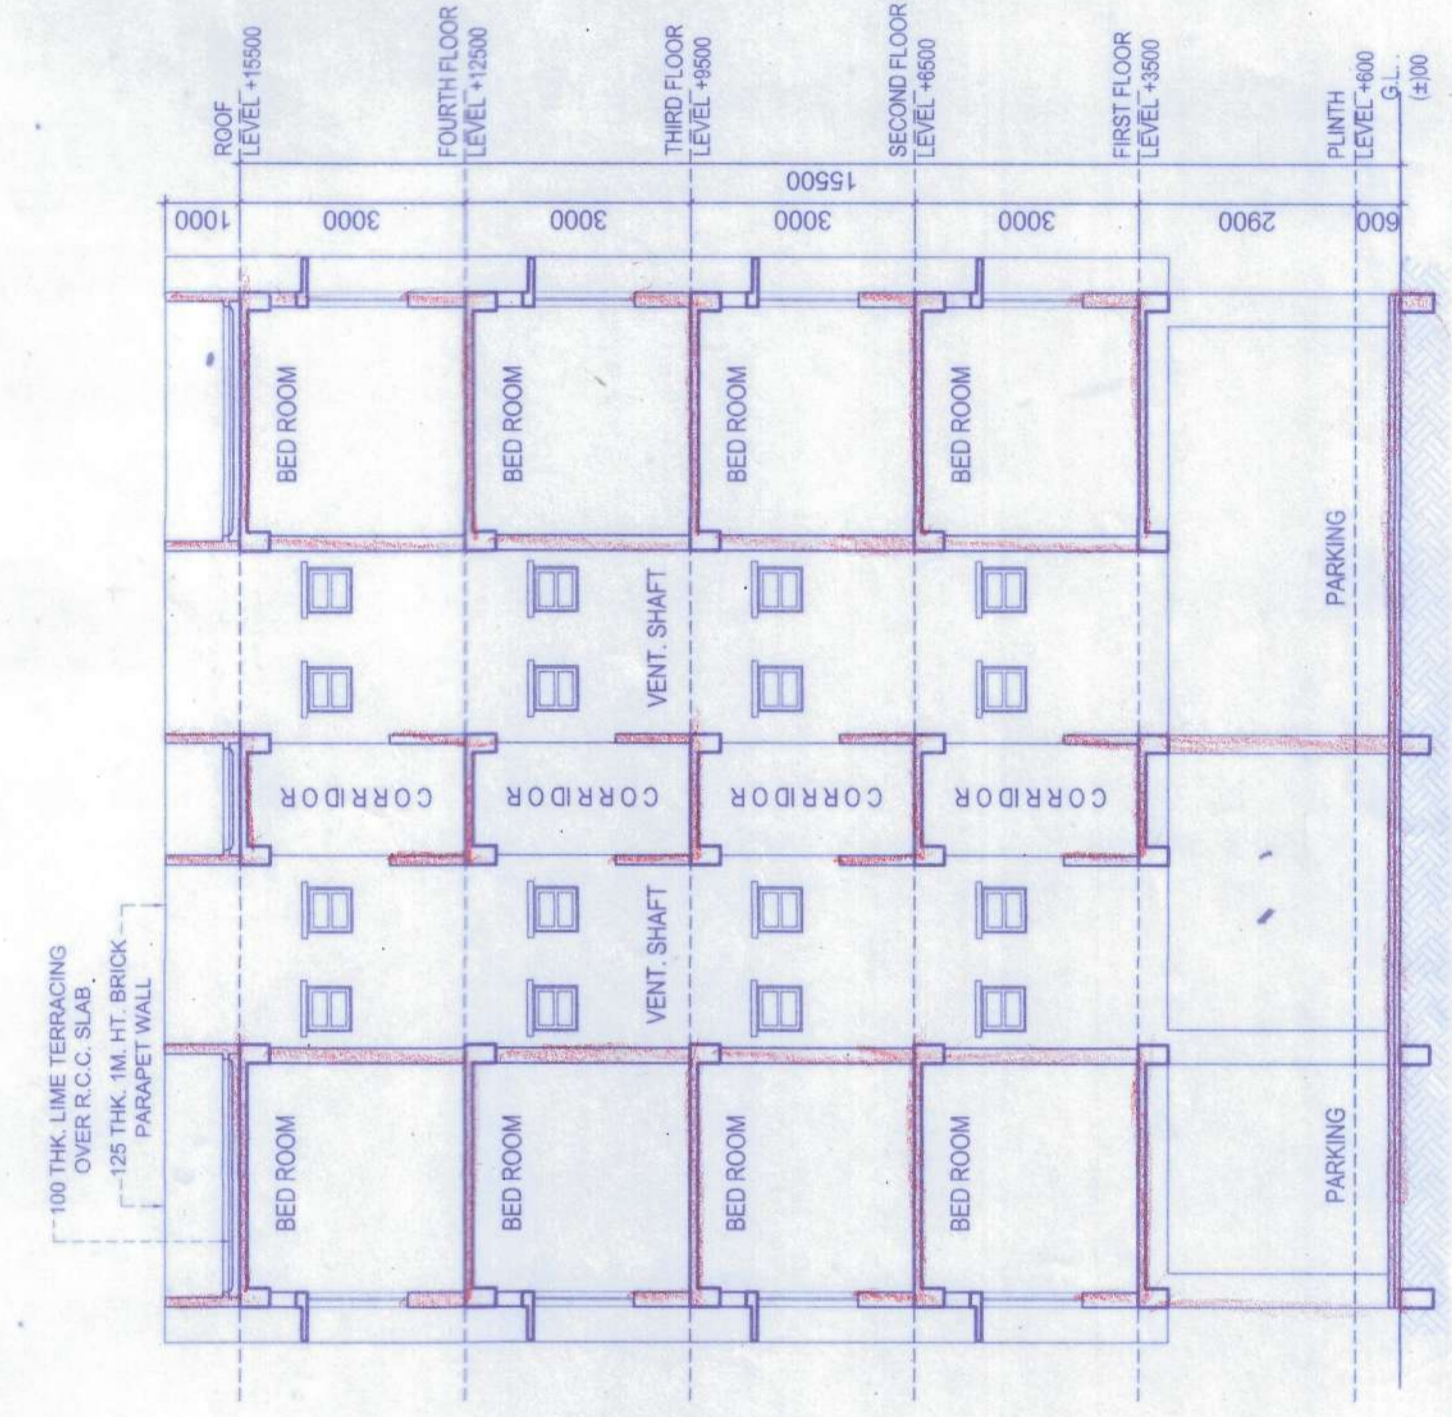 100 THK. LIME TERRACING
OVER R.C.C. SLAB.
125 THK. 1M. HT. BRICK
PARAPET WALL
ROOF
LEVEL +15500
FOURTH FLOOR
LEVEL +12500
THIRD FLOOR
LEVEL +9500
SECOND FLOOR
LEVEL +6500
FIRST FLOOR
LEVEL +3500
PLINTH
LEVEL +600
G.L.
(±)00
1000
3000
3000
3000
3000
2900
600
15500
BED ROOM
BED ROOM
BED ROOM
BED ROOM
VENT. SHAFT
CORRIDOR
CORRIDOR
CORRIDOR
CORRIDOR
VENT. SHAFT
BED ROOM
BED ROOM
BED ROOM
BED ROOM
PARKING
PARKING